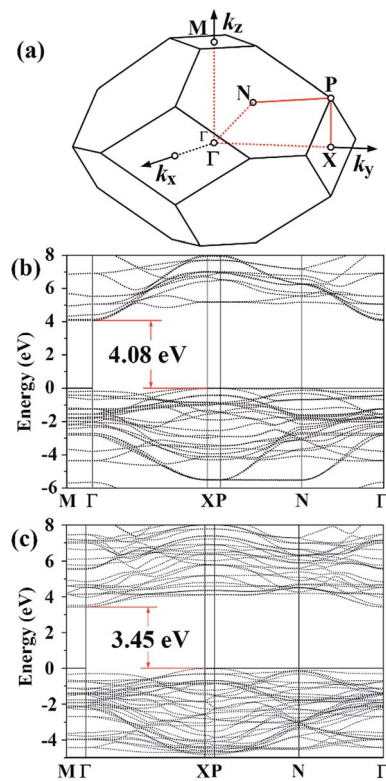 (a)
M
k_z
N
P
Γ
Γ
X
k_x
k_y
(b)
8
6
4
2
0
-2
-4
-6
Energy (eV)
4.08 eV
M Γ XP N Γ
(c)
8
6
4
2
0
-2
-4
Energy (eV)
3.45 eV
M Γ XP N Γ